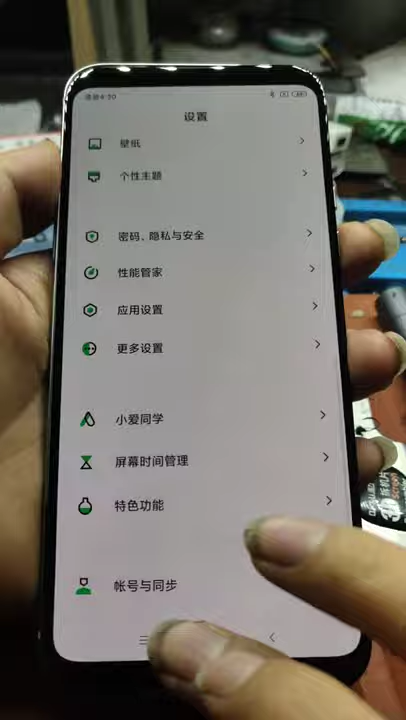 设置
壁纸
个性主题
密码、隐私与安全
性能管家
应用设置
更多设置
小爱同学
屏幕时间管理
特色功能
帐号与同步